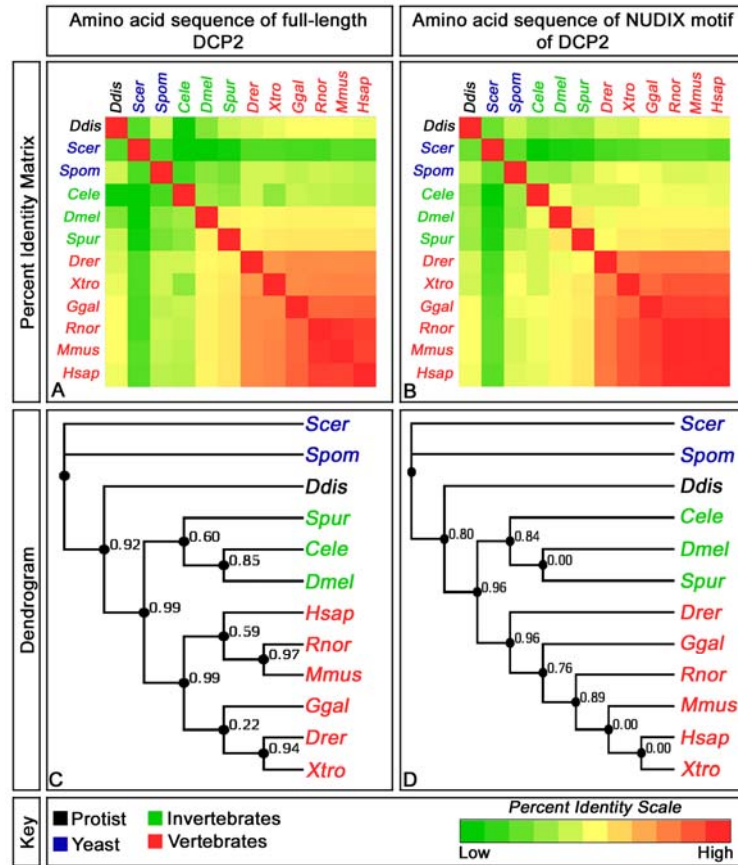 Amino acid sequence of full-length
DCP2
Amino acid sequence of NUDIX motif
of DCP2
Percent Identity Matrix
Ddis
Scer
Spom
Cele
Dmel
Spur
Drer
Xtro
Ggal
Rnor
Mmus
Hsap
Ddis
Scer
Spom
Cele
Dmel
Spur
Drer
Xtro
Ggal
Rnor
Mmus
Hsap
A
Ddis
Scer
Spom
Cele
Dmel
Spur
Drer
Xtro
Ggal
Rnor
Mmus
Hsap
Ddis
Scer
Spom
Cele
Dmel
Spur
Drer
Xtro
Ggal
Rnor
Mmus
Hsap
B
Dendrogram
Scer
Spom
Ddis
Spur
Cele
Dmel
Hsap
Rnor
Mmus
Ggal
Drer
Xtro
0.92
0.60
0.85
0.99
0.59
0.97
0.99
0.22
0.94
C
Scer
Spom
Ddis
Cele
Dmel
Spur
Drer
Ggal
Rnor
Mmus
Hsap
Xtro
0.80
0.84
0.00
0.96
0.96
0.76
0.89
0.00
0.00
D
Key
Protist
Yeast
Invertebrates
Vertebrates
Percent Identity Scale
Low
High